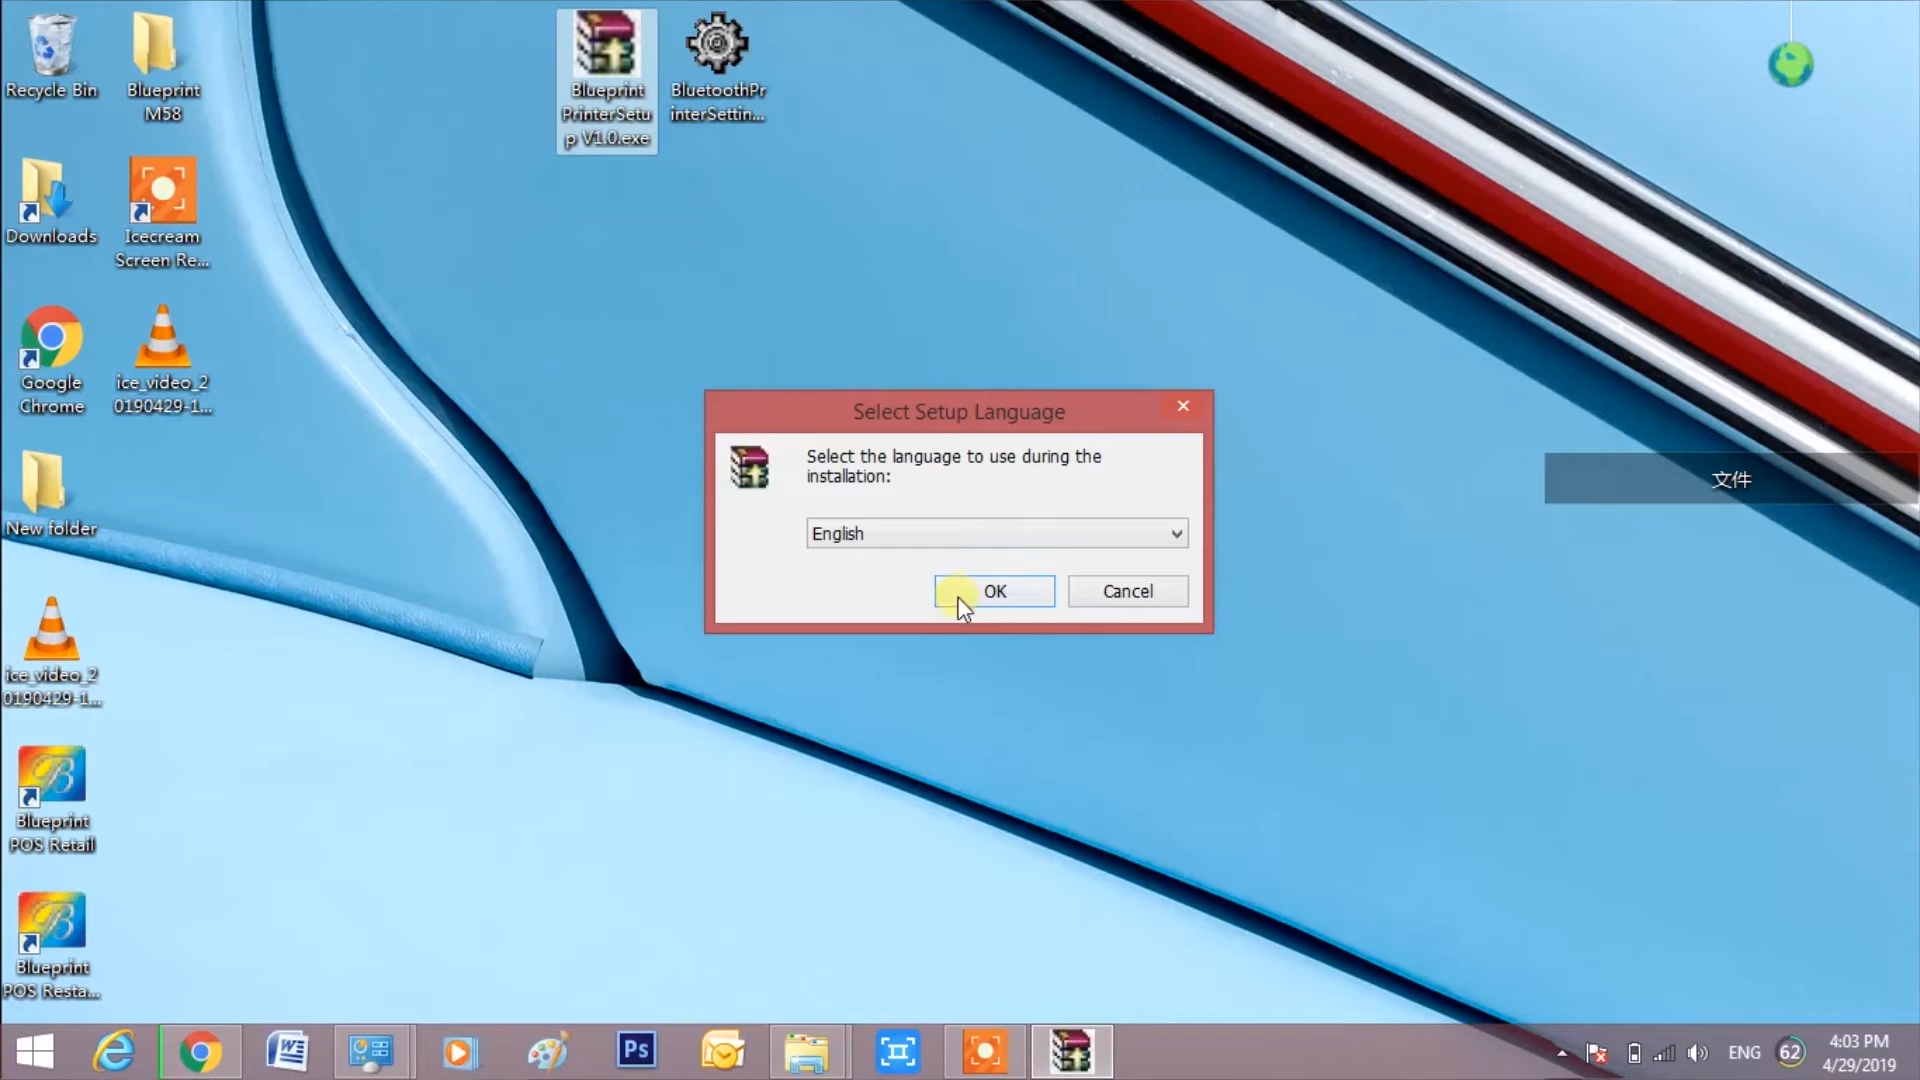 Recycle Bin
Blueprint
M58
Blueprint
PrinterSetu
p V1.0.exe
BluetoothPr
interSettin...
Downloads
Icecream
Screen Re...
Google
Chrome
ice_video_2
0190429-1...
New folder
ice_video_2
0190429-1...
Blueprint
POS Retail
Blueprint
POS Resta...
Select Setup Language
Select the language to use during the
installation:
English
OK
Cancel
文件
Ps
ENG
62
4:03 PM
4/29/2019